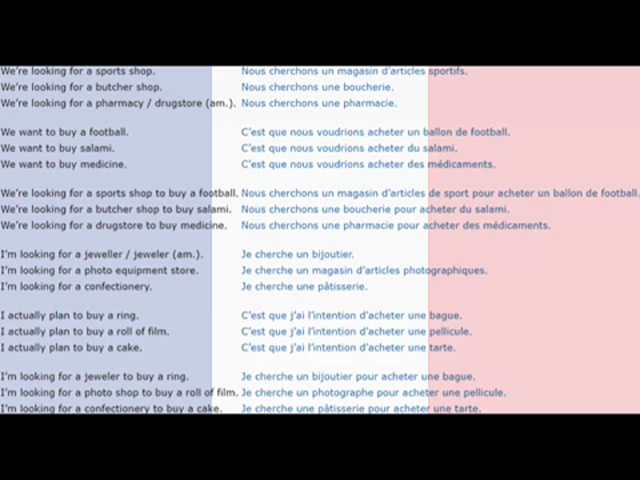 We're looking for a sports shop. Nous cherchons un magasin d'articles sportifs.
We're looking for a butcher shop. Nous cherchons une boucherie.
We're looking for a pharmacy / drugstore (am.). Nous cherchons une pharmacie.
We want to buy a football. C'est que nous voudrions acheter un ballon de football.
We want to buy salami. C'est que nous voudrions acheter du salami.
We want to buy medicine. C'est que nous voudrions acheter des médicaments.
We're looking for a sports shop to buy a football. Nous cherchons un magasin d'articles de sport pour acheter un ballon de football.
We're looking for a butcher shop to buy salami. Nous cherchons une boucherie pour acheter du salami.
We're looking for a drugstore to buy medicine. Nous cherchons une pharmacie pour acheter des médicaments.
I'm looking for a jeweller / jeweler (am.). Je cherche un bijoutier.
I'm looking for a photo equipment store. Je cherche un magasin d'articles photographiques.
I'm looking for a confectionery. Je cherche une pâtisserie.
I actually plan to buy a ring. C'est que j'ai l'intention d'acheter une bague.
I actually plan to buy a roll of film. C'est que j'ai l'intention d'acheter une pellicule.
I actually plan to buy a cake. C'est que j'ai l'intention d'acheter une tarte.
I'm looking for a jeweler to buy a ring. Je cherche un bijoutier pour acheter une bague.
I'm looking for a photo shop to buy a roll of film. Je cherche un photographe pour acheter une pellicule.
I'm looking for a confectionery to buy a cake. Je cherche une pâtisserie pour acheter une tarte.